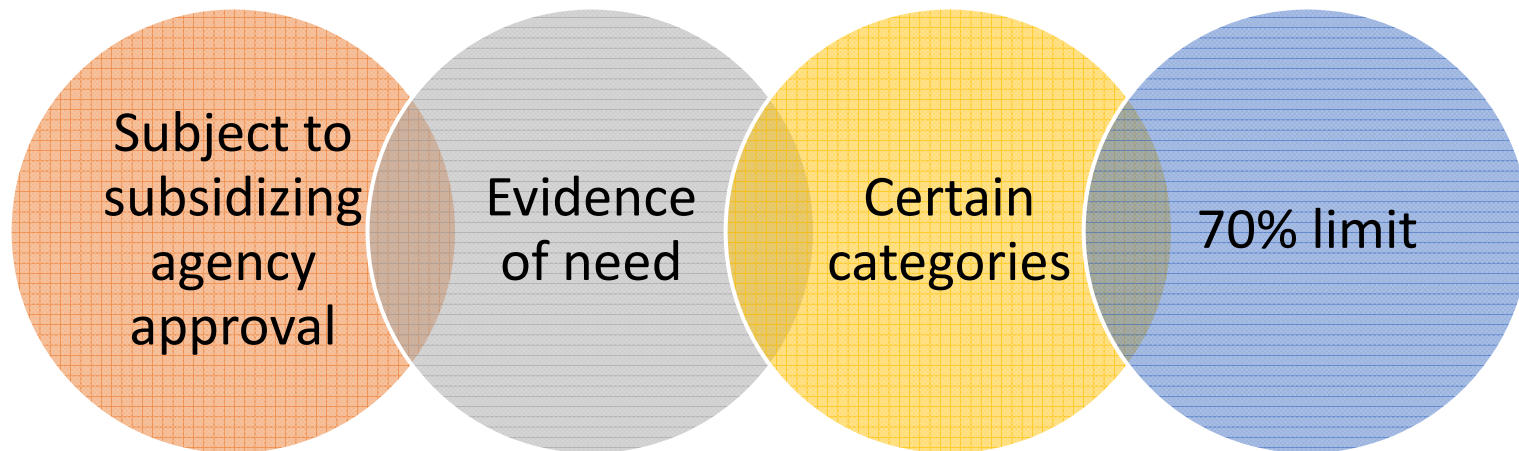 Subject to
subsidizing
agency
approval
Evidence
of need
Certain
categories
70% limit